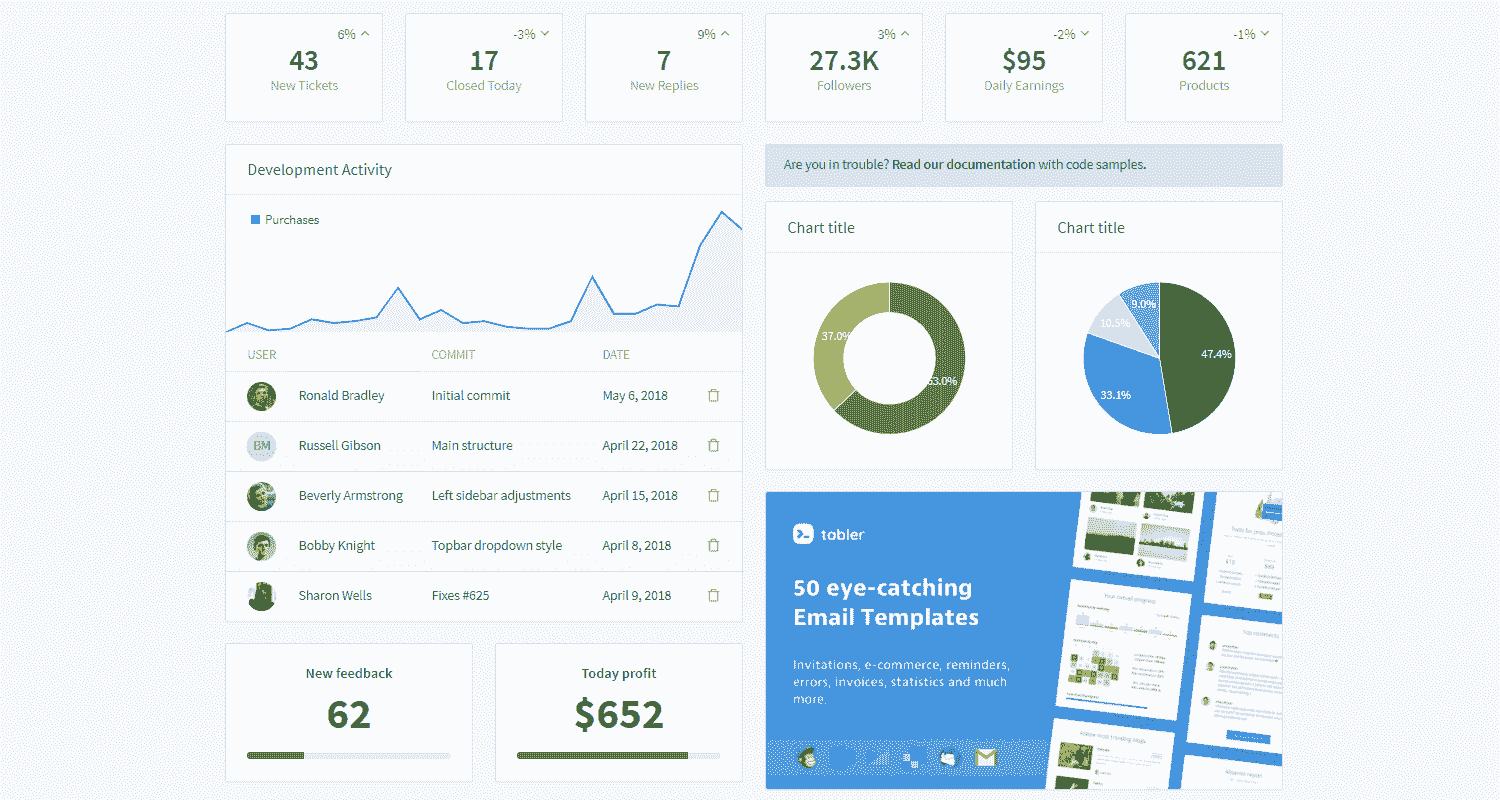 6%
43
New Tickets
-3%
17
Closed Today
9%
7
New Replies
3%
27.3K
Followers
-2%
$95
Daily Earnings
-1%
621
Products
Development Activity
Purchases
USER COMMIT DATE
Ronald Bradley Initial commit May 6, 2018
BM Russell Gibson Main structure April 22, 2018
Beverly Armstrong Left sidebar adjustments April 15, 2018
Bobby Knight Topbar dropdown style April 8, 2018
Sharon Wells Fixes #625 April 9, 2018
New feedback
62
Today profit
$652
Are you in trouble? Read our documentation with code samples.
Chart title
37.0%
63.0%
Chart title
9.0%
10.5%
47.4%
33.1%
tabler
50 eye-catching
Email Templates
Invitations, e-commerce, reminders,
errors, invoices, statistics and much
more.